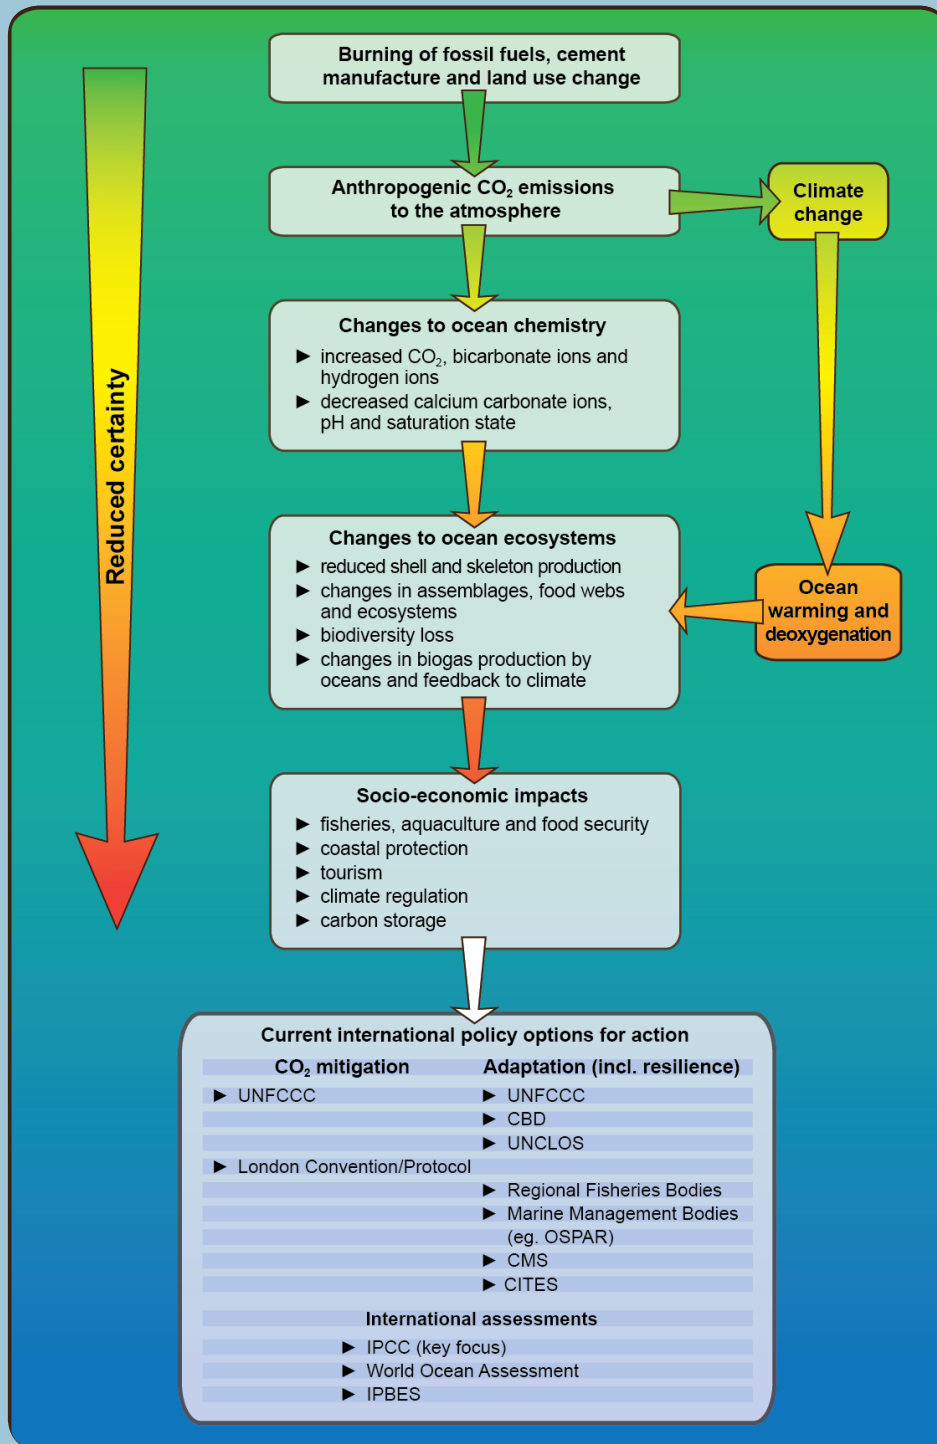 Burning of fossil fuels, cement
manufacture and land use change
Anthropogenic CO₂ emissions
to the atmosphere
Climate
change
Changes to ocean chemistry
► increased CO₂, bicarbonate ions and
hydrogen ions
► decreased calcium carbonate ions,
pH and saturation state
Reduced certainty
Changes to ocean ecosystems
► reduced shell and skeleton production
► changes in assemblages, food webs
and ecosystems
► biodiversity loss
► changes in biogas production by
oceans and feedback to climate
Ocean
warming and
deoxygenation
Socio-economic impacts
► fisheries, aquaculture and food security
► coastal protection
► tourism
► climate regulation
► carbon storage
Current international policy options for action
CO₂ mitigation Adaptation (incl. resilience)
► UNFCCC ► UNFCCC
► CBD
► UNCLOS
► London Convention/Protocol
► Regional Fisheries Bodies
► Marine Management Bodies
(eg. OSPAR)
► CMS
► CITES
International assessments
► IPCC (key focus)
► World Ocean Assessment
► IPBES